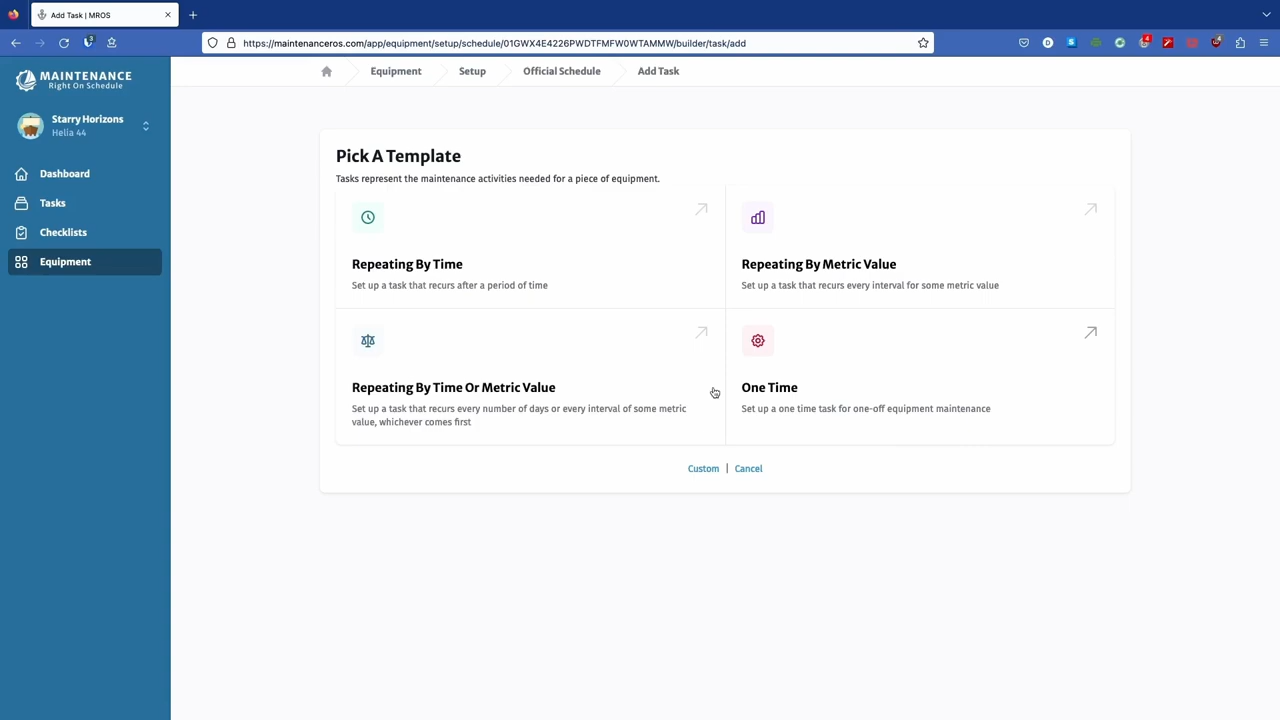 Add Task | MROS
https://maintenanceros.com/app/equipment/setup/schedule/01GWX4E4226PWDTFMFW0WTAMMW/builder/task/add
MAINTENANCE
Right On Schedule
Equipment
Setup
Official Schedule
Add Task
Starry Horizons
Helia 44
Dashboard
Tasks
Checklists
Equipment
Pick A Template
Tasks represent the maintenance activities needed for a piece of equipment.
Repeating By Time
Set up a task that recurs after a period of time
Repeating By Metric Value
Set up a task that recurs every interval for some metric value
Repeating By Time Or Metric Value
Set up a task that recurs every number of days or every interval of some metric
value, whichever comes first
One Time
Set up a one time task for one-off equipment maintenance
Custom | Cancel